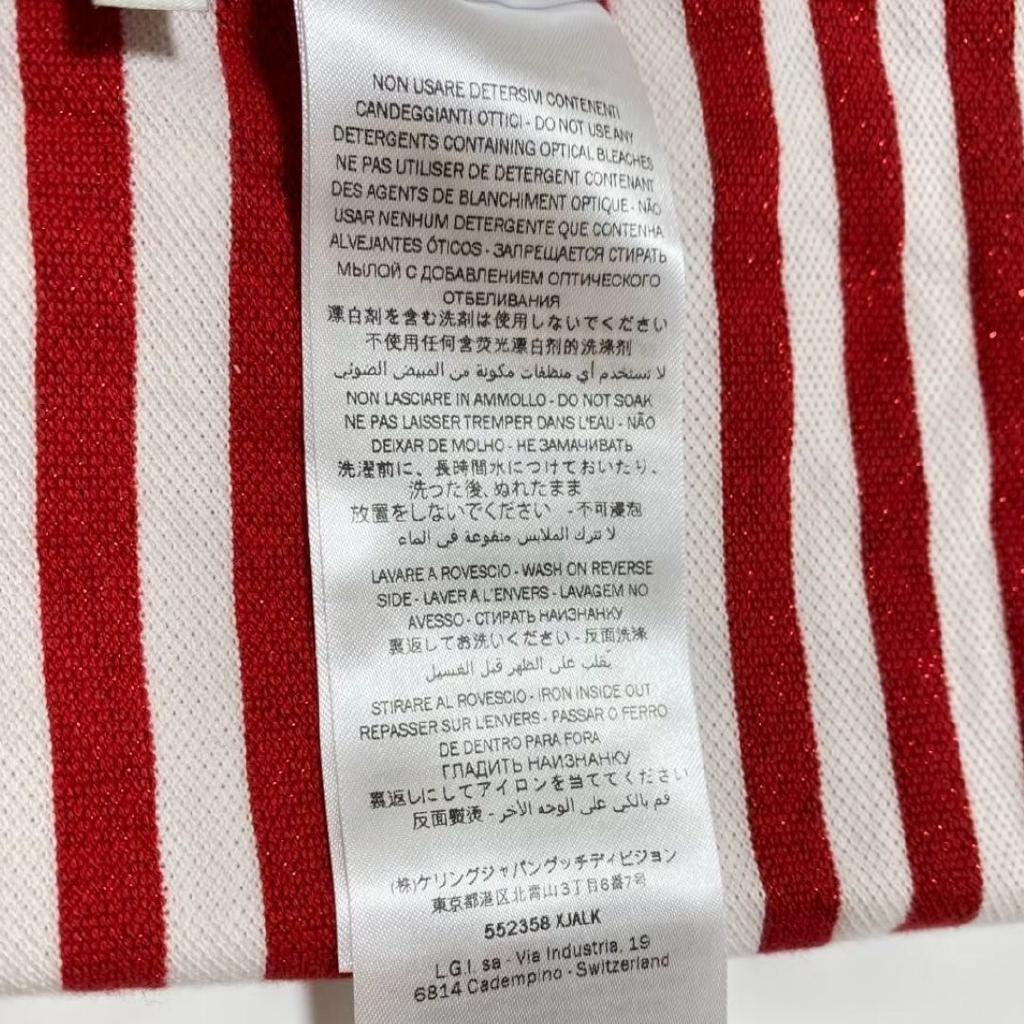 NON USARE DETERSIVI CONTENENTI
CANDEGGIANTI OTTICI - DO NOT USE ANY
DETERGENTS CONTAINING OPTICAL BLEACHES
NE PAS UTILISER DE DETERGENT CONTENANT
DES AGENTS DE BLANCHIMENT OPTIQUE - NÃO
USAR NENHUM DETERGENTE QUE CONTENHA
ALVEJANTES ÓTICOS - ЗАПРЕЩАЕТСЯ СТИРАТЬ
МЫЛОЙ С ДОБАВЛЕНИЕМ ОПТИЧЕСКОГО
ОТБЕЛИВАНИЯ
漂白剤を含む洗剤は使用しないでください
不使用任何含荧光漂白剂的洗涤剂
لا تستخدم أي منظفات مكونة من المبيض الضوئي
NON LASCIARE IN AMMOLLO - DO NOT SOAK
NE PAS LAISSER TREMPER DANS L'EAU - NÃO
DEIXAR DE MOLHO - НЕ ЗАМАЧИВАТЬ
洗濯前に、長時間水につけておいたり、
洗った後、ぬれたまま
放置をしないでください - 不可浸泡
لا تترك الملابس منقوعة في الماء
LAVARE A ROVESCIO - WASH ON REVERSE
SIDE - LAVER A L'ENVERS - LAVAGEM NO
AVESSO - СТИРАТЬ НАИЗНАНКУ
裏返してお洗いください - 反面洗涤
يقلب على الظهر قبل الغسيل
STIRARE AL ROVESCIO - IRON INSIDE OUT
REPASSER SUR L'ENVERS - PASSAR O FERRO
DE DENTRO PARA FORA
ГЛАДИТЬ НАИЗНАНКУ
裏返しにしてアイロンを当ててください
反面熨烫 - قم بالكي على الوجه الآخر
(株)ケリングジャパングッチディビジョン
東京都港区北青山3丁目6番7号
552358 XJALK
L.G.I. sa - Via Industria, 19
6814 Cadempino - Switzerland